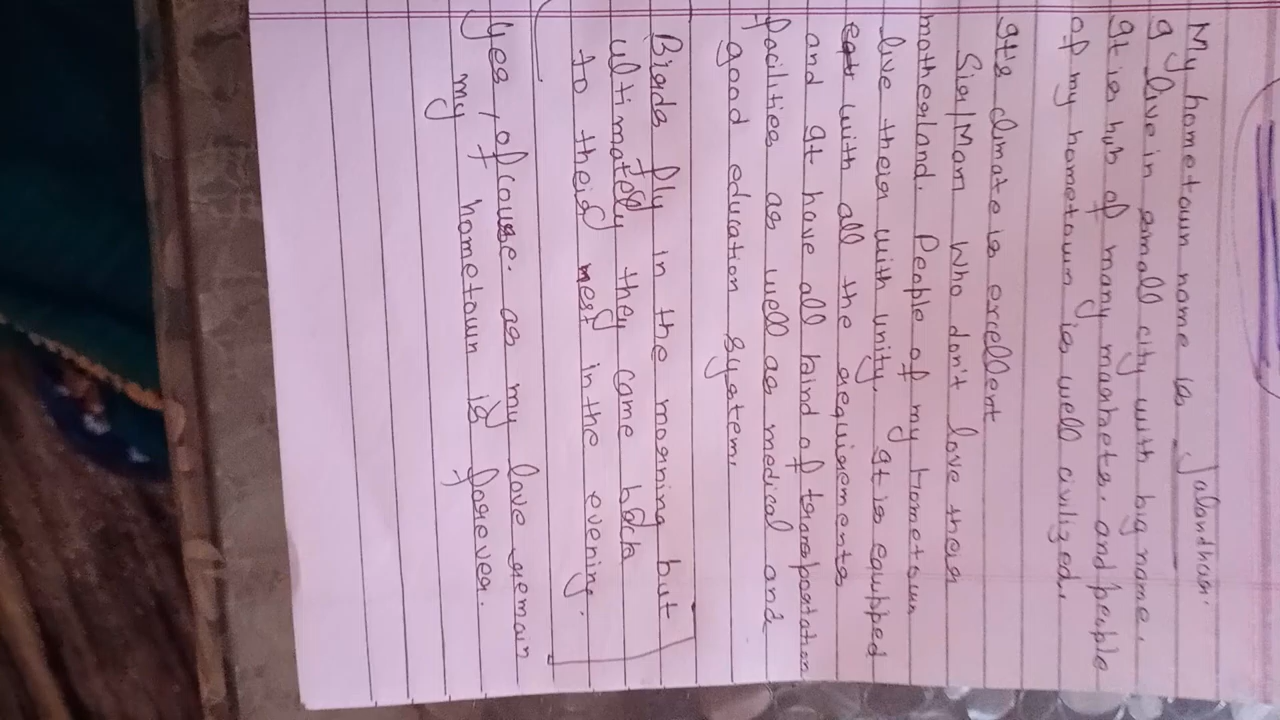 My hometown name is Jalandhar.
I live in small city with big name.
It is hub of many markets. and people
of my hometown is well civilized.
It's climate is excellent
Sir/Mam Who don't love their
motherland. People of my hometown
live their with unity. It is equipped
with all the requirements
and It have all kind of transpotation
facilities as well as medical and
good education system.
Birds fly in the morning but
ultimately they come back
to their nest in the evening.
Yes, ofcouse. as my love remain
my hometown is forever.